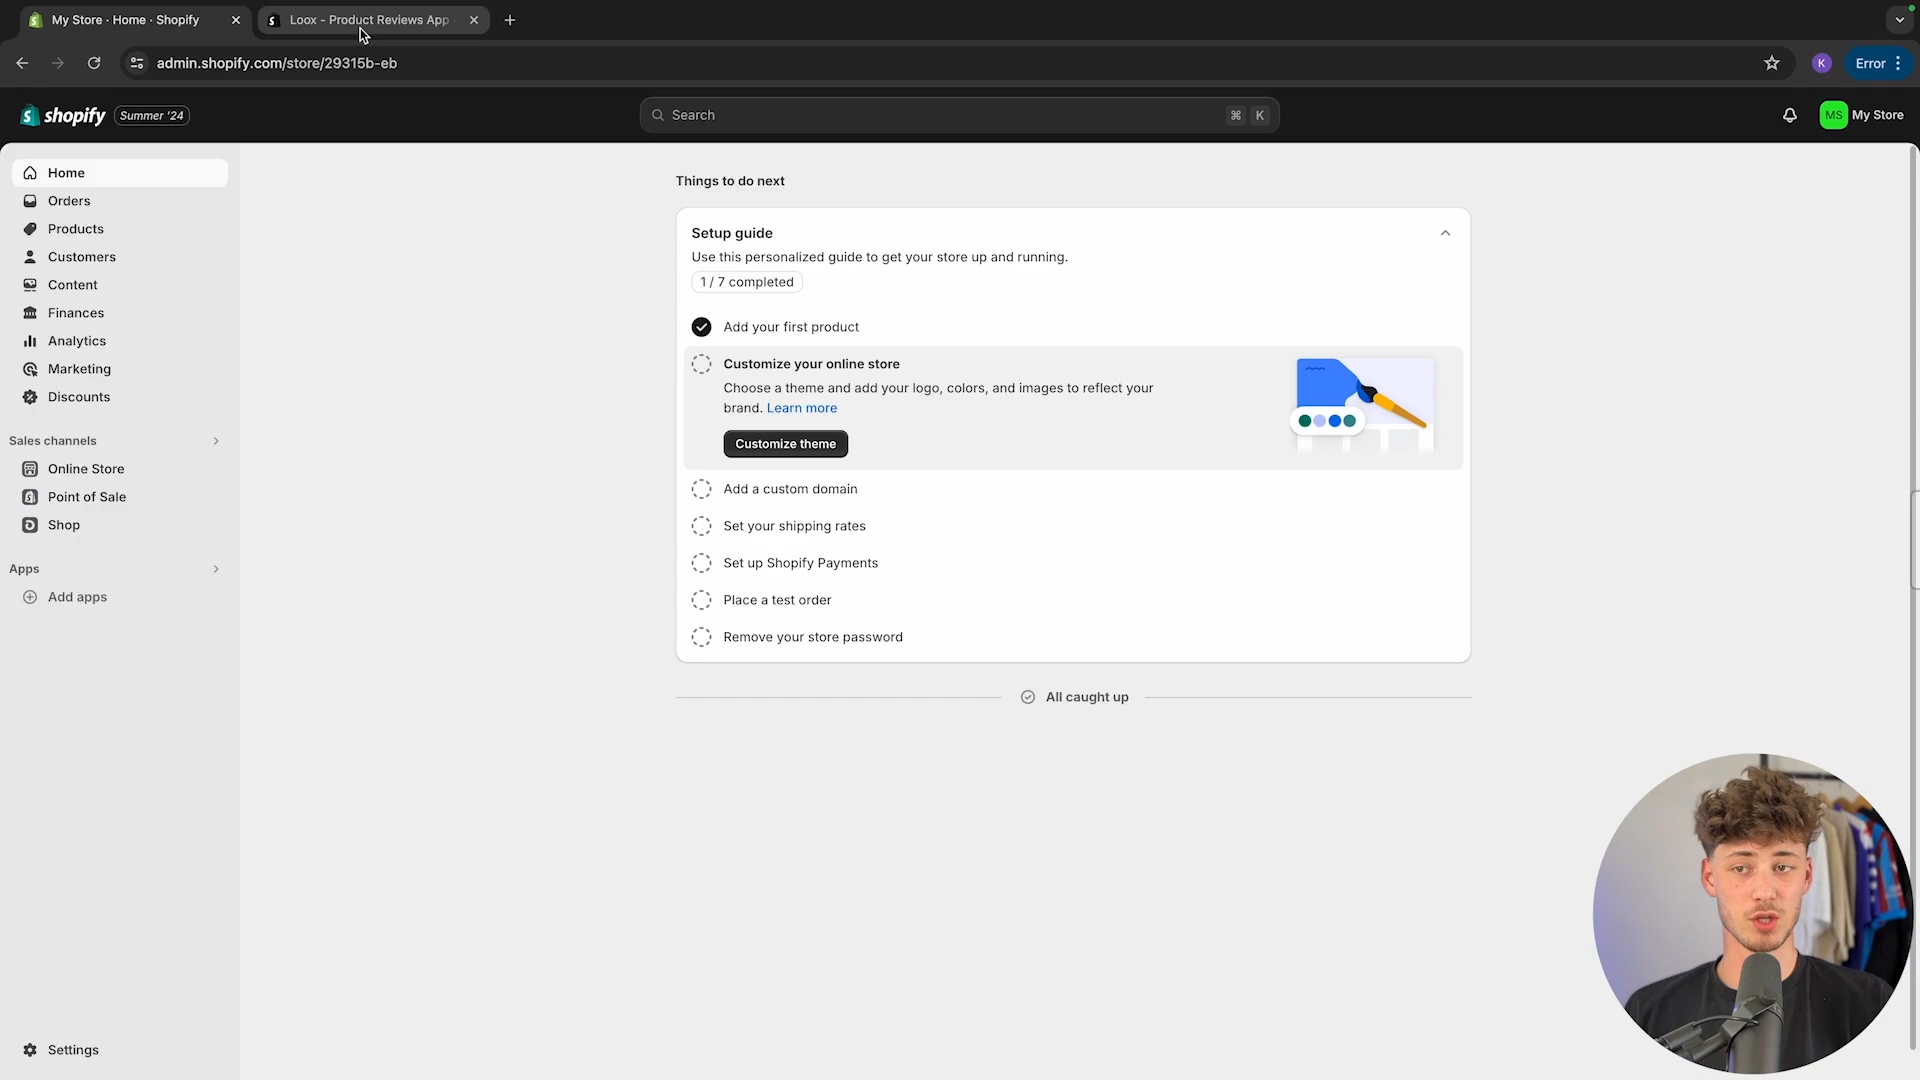 My Store · Home · Shopify
Loox - Product Reviews App
admin.shopify.com/store/29315b-eb
K
Error
shopify
Summer '24
Search
⌘ K
MS
My Store
Home
Orders
Products
Customers
Content
Finances
Analytics
Marketing
Discounts
Sales channels
Online Store
Point of Sale
Shop
Apps
Add apps
Settings
Things to do next
Setup guide
Use this personalized guide to get your store up and running.
1 / 7 completed
Add your first product
Customize your online store
Choose a theme and add your logo, colors, and images to reflect your
brand. Learn more
Customize theme
Add a custom domain
Set your shipping rates
Set up Shopify Payments
Place a test order
Remove your store password
All caught up